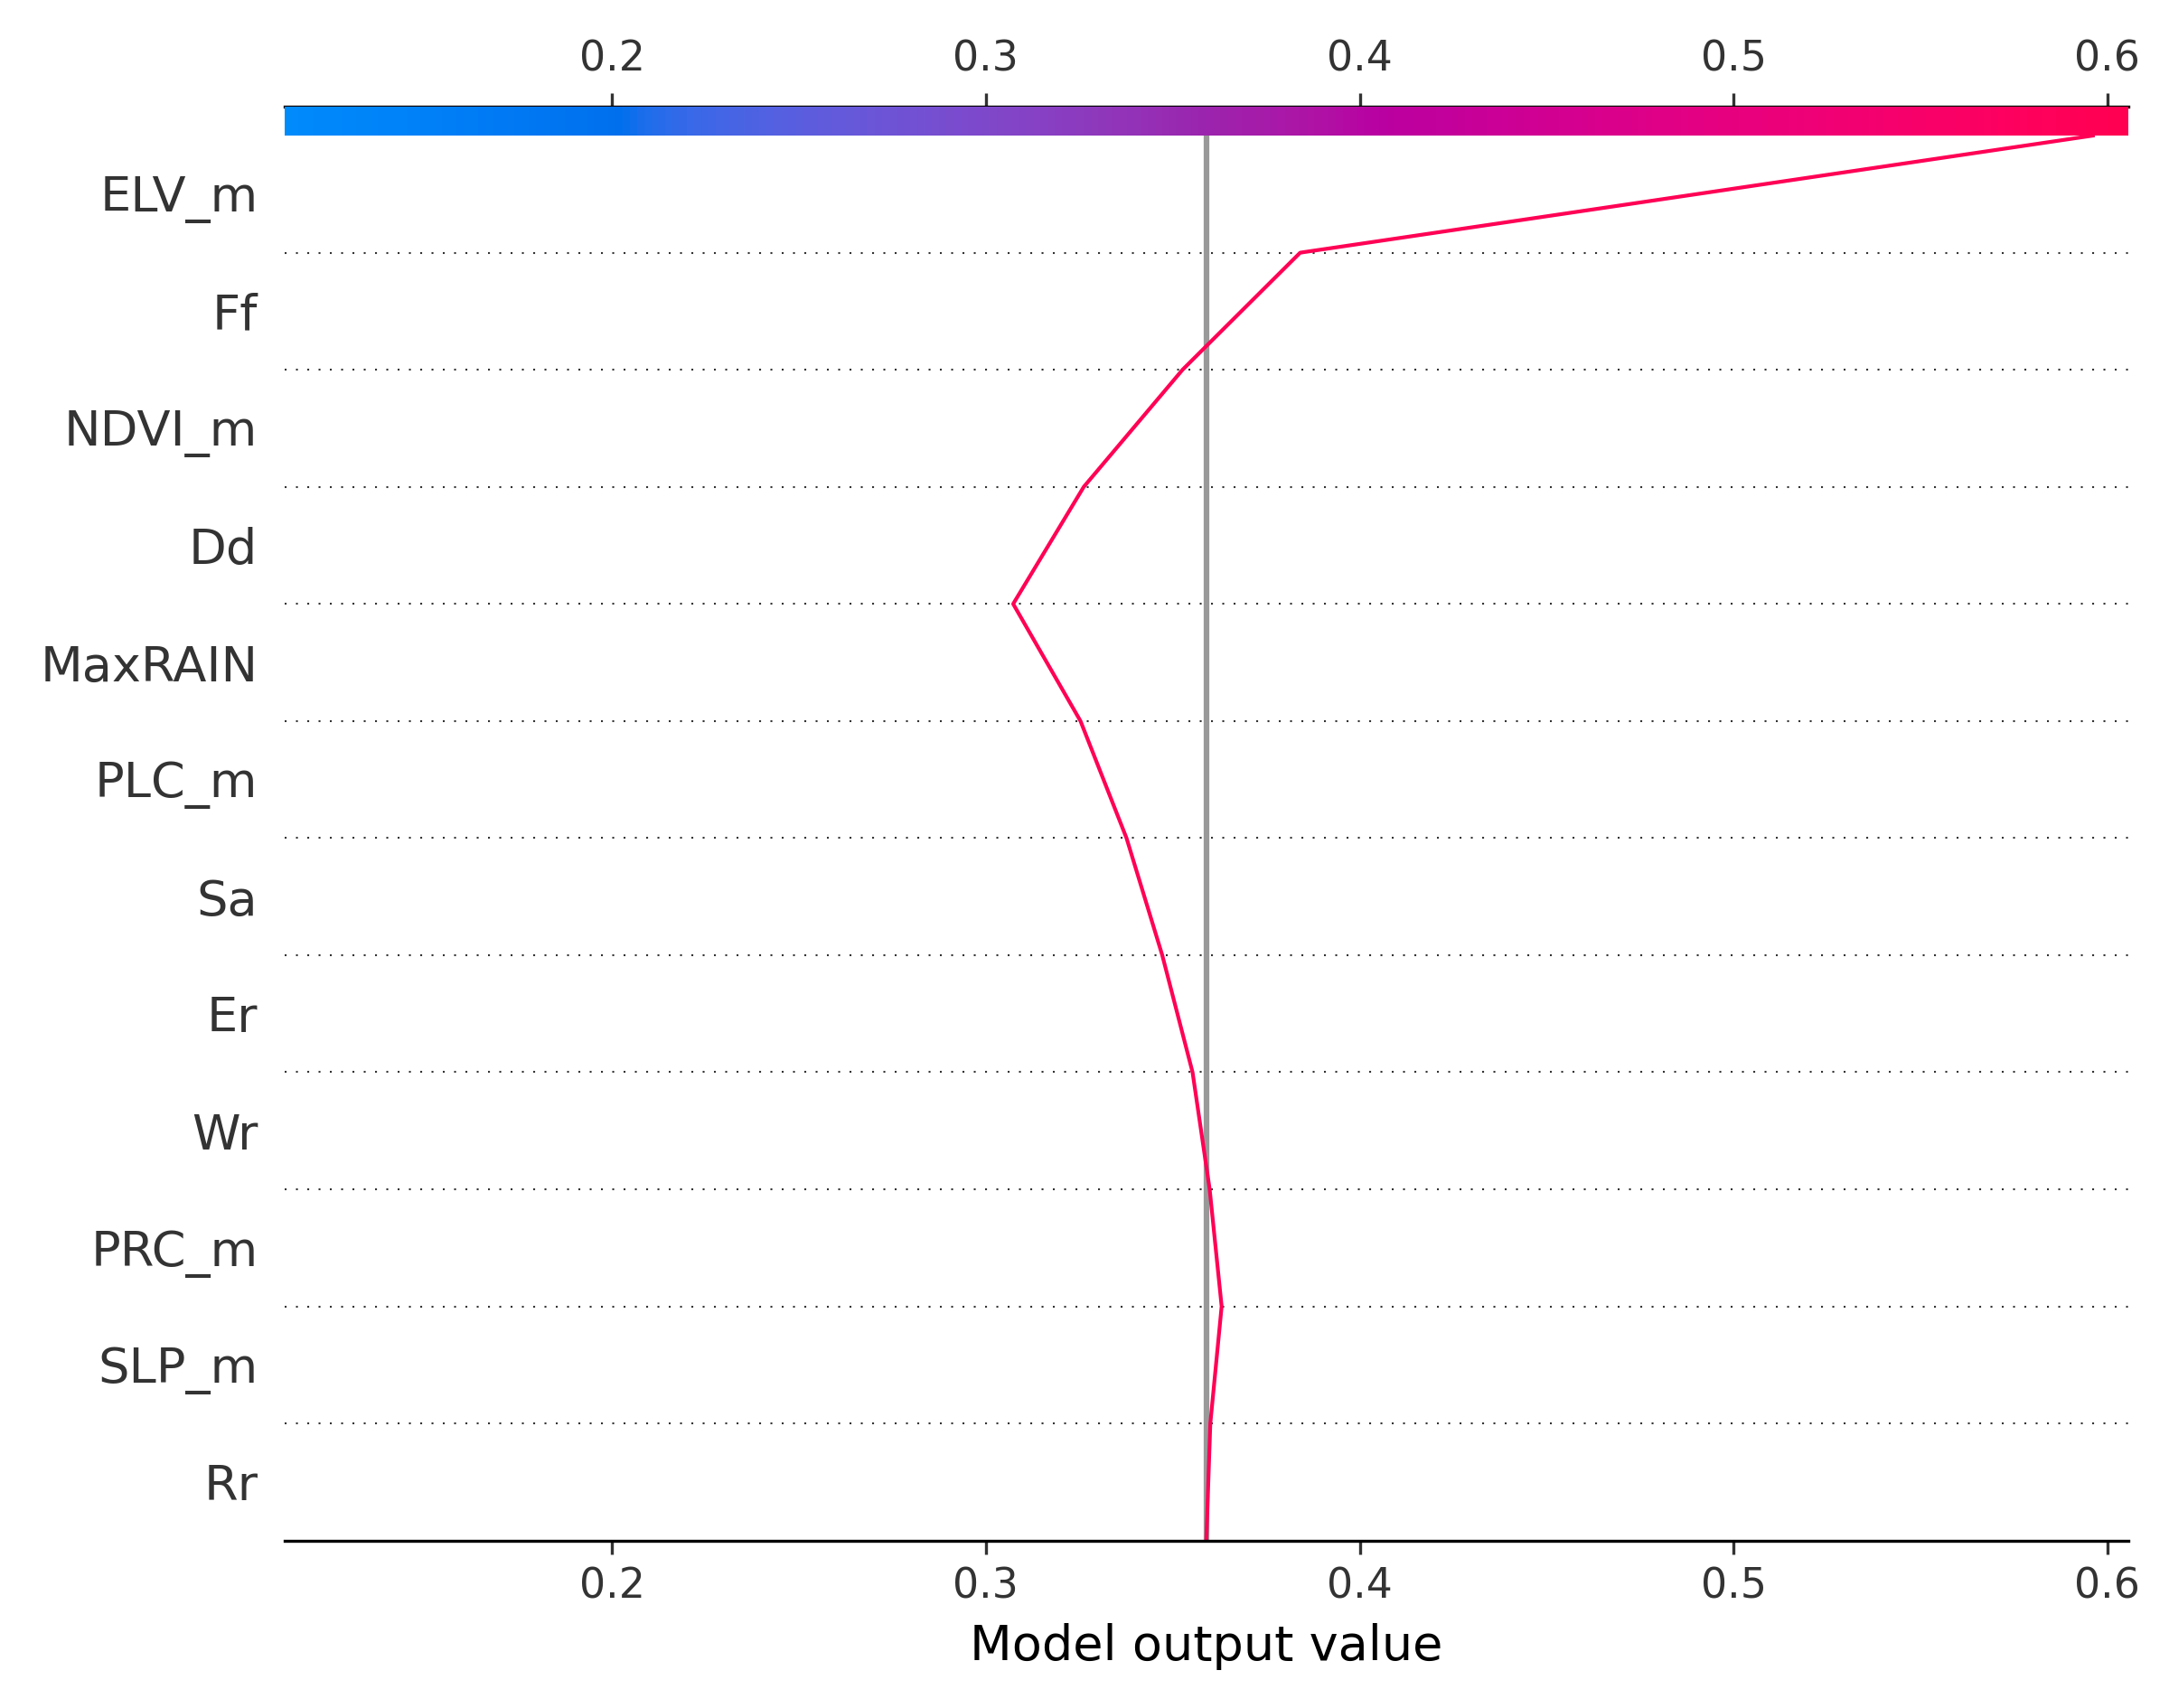 0.2 0.3 0.4 0.5 0.6
ELV_m
Ff
NDVI_m
Dd
MaxRAIN
PLC_m
Sa
Er
Wr
PRC_m
SLP_m
Rr
0.2 0.3 0.4 0.5 0.6
Model output value